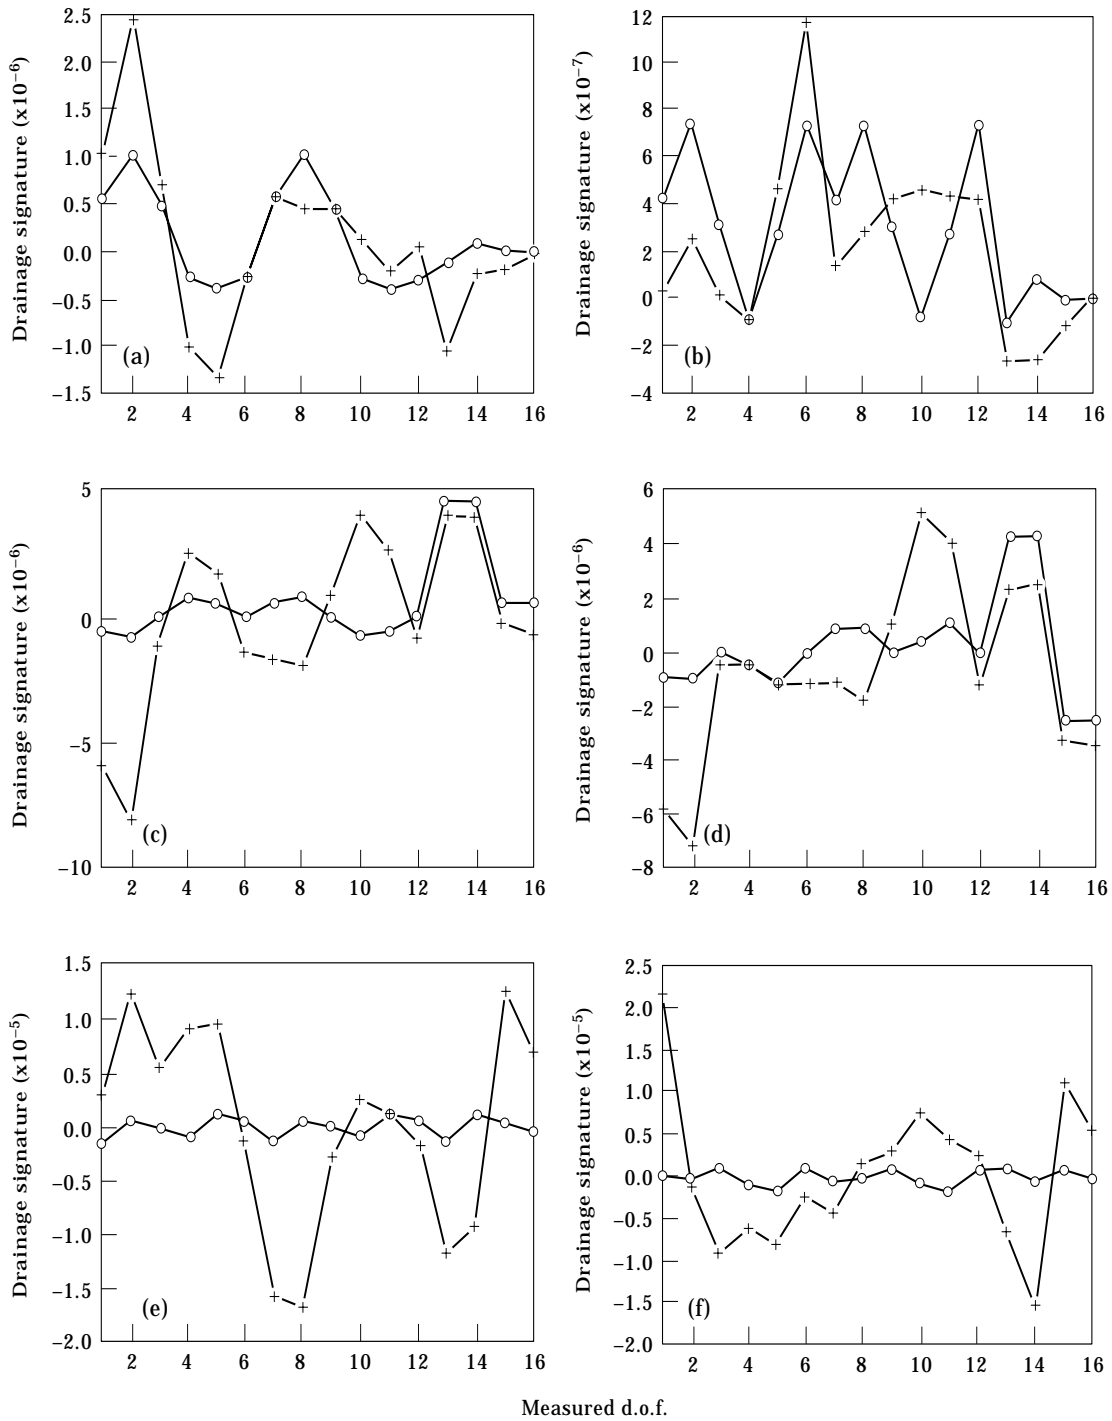 2.5
2.0
1.5
1.0
0.5
0.0
−0.5
−1.0
−1.5
Drainage signature (x10⁻⁶)
(a)
2 4 6 8 10 12 14 16
12
10
8
6
4
2
0
−2
−4
Drainage signature (x10⁻⁷)
(b)
2 4 6 8 10 12 14 16
5
0
−5
−10
Drainage signature (x10⁻⁶)
(c)
2 4 6 8 10 12 14 16
6
4
2
0
−2
−4
−6
−8
Drainage signature (x10⁻⁶)
(d)
2 4 6 8 10 12 14 16
1.5
1.0
0.5
0.0
−0.5
−1.0
−1.5
−2.0
Drainage signature (x10⁻⁵)
(e)
2 4 6 8 10 12 14 16
2.5
2.0
1.5
1.0
0.5
0.0
−0.5
−1.0
−1.5
−2.0
Drainage signature (x10⁻⁵)
(f)
2 4 6 8 10 12 14 16
Measured d.o.f.